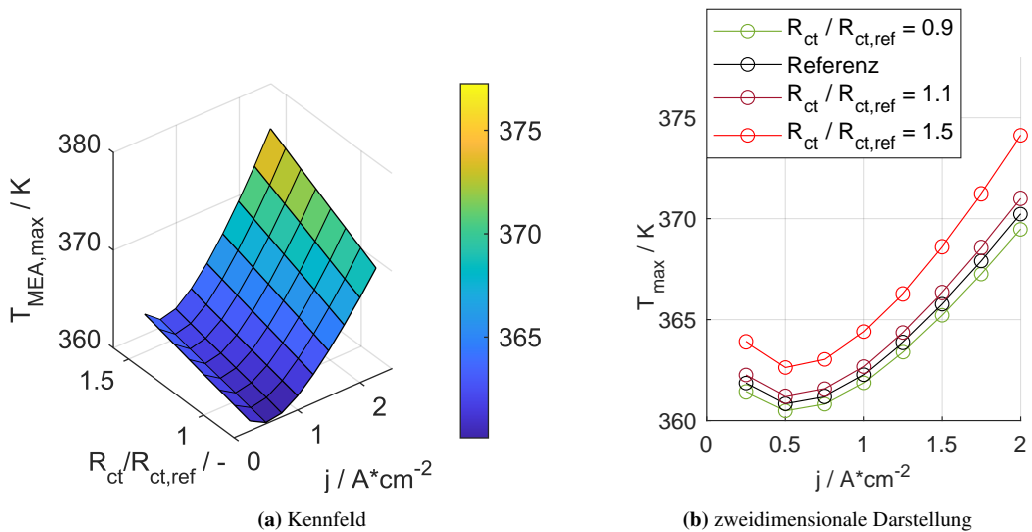 380
370
360
T_MEA,max / K
1.5
1
R_ct/R_ct,ref / -
0
1
2
j / A*cm^-2
375
370
365
(a) Kennfeld
R_ct / R_ct,ref = 0.9
Referenz
R_ct / R_ct,ref = 1.1
R_ct / R_ct,ref = 1.5
375
370
365
360
T_max / K
0
0.5
1
1.5
2
j / A*cm^-2
(b) zweidimensionale Darstellung